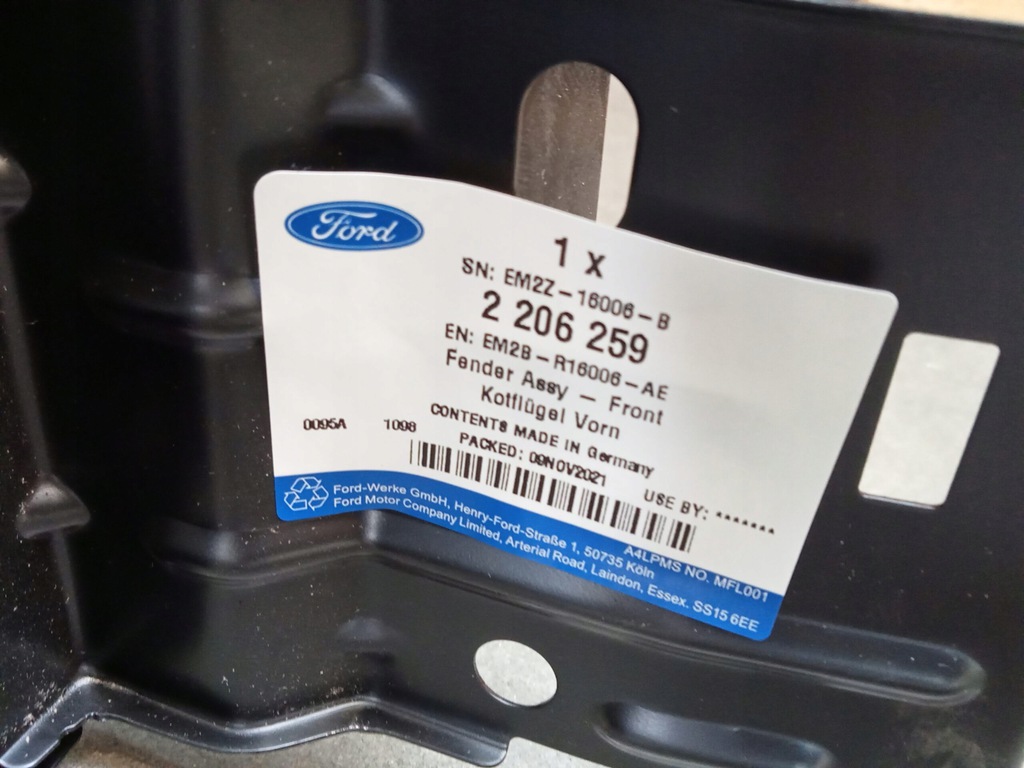 Ford
1 x
SN: EM2Z-16006-B
2 206 259
EN: EM2B-R16006-AE
Fender Assy - Front
Kotflügel Vorn
0095A 1098 CONTENTS MADE IN Germany
PACKED: 09NOV2021 USE BY: *******
A4LPMS NO. MFL001
Ford-Werke GmbH, Henry-Ford-Straße 1, 50735 Köln
Ford Motor Company Limited, Arterial Road, Laindon, Essex. SS15 6EE